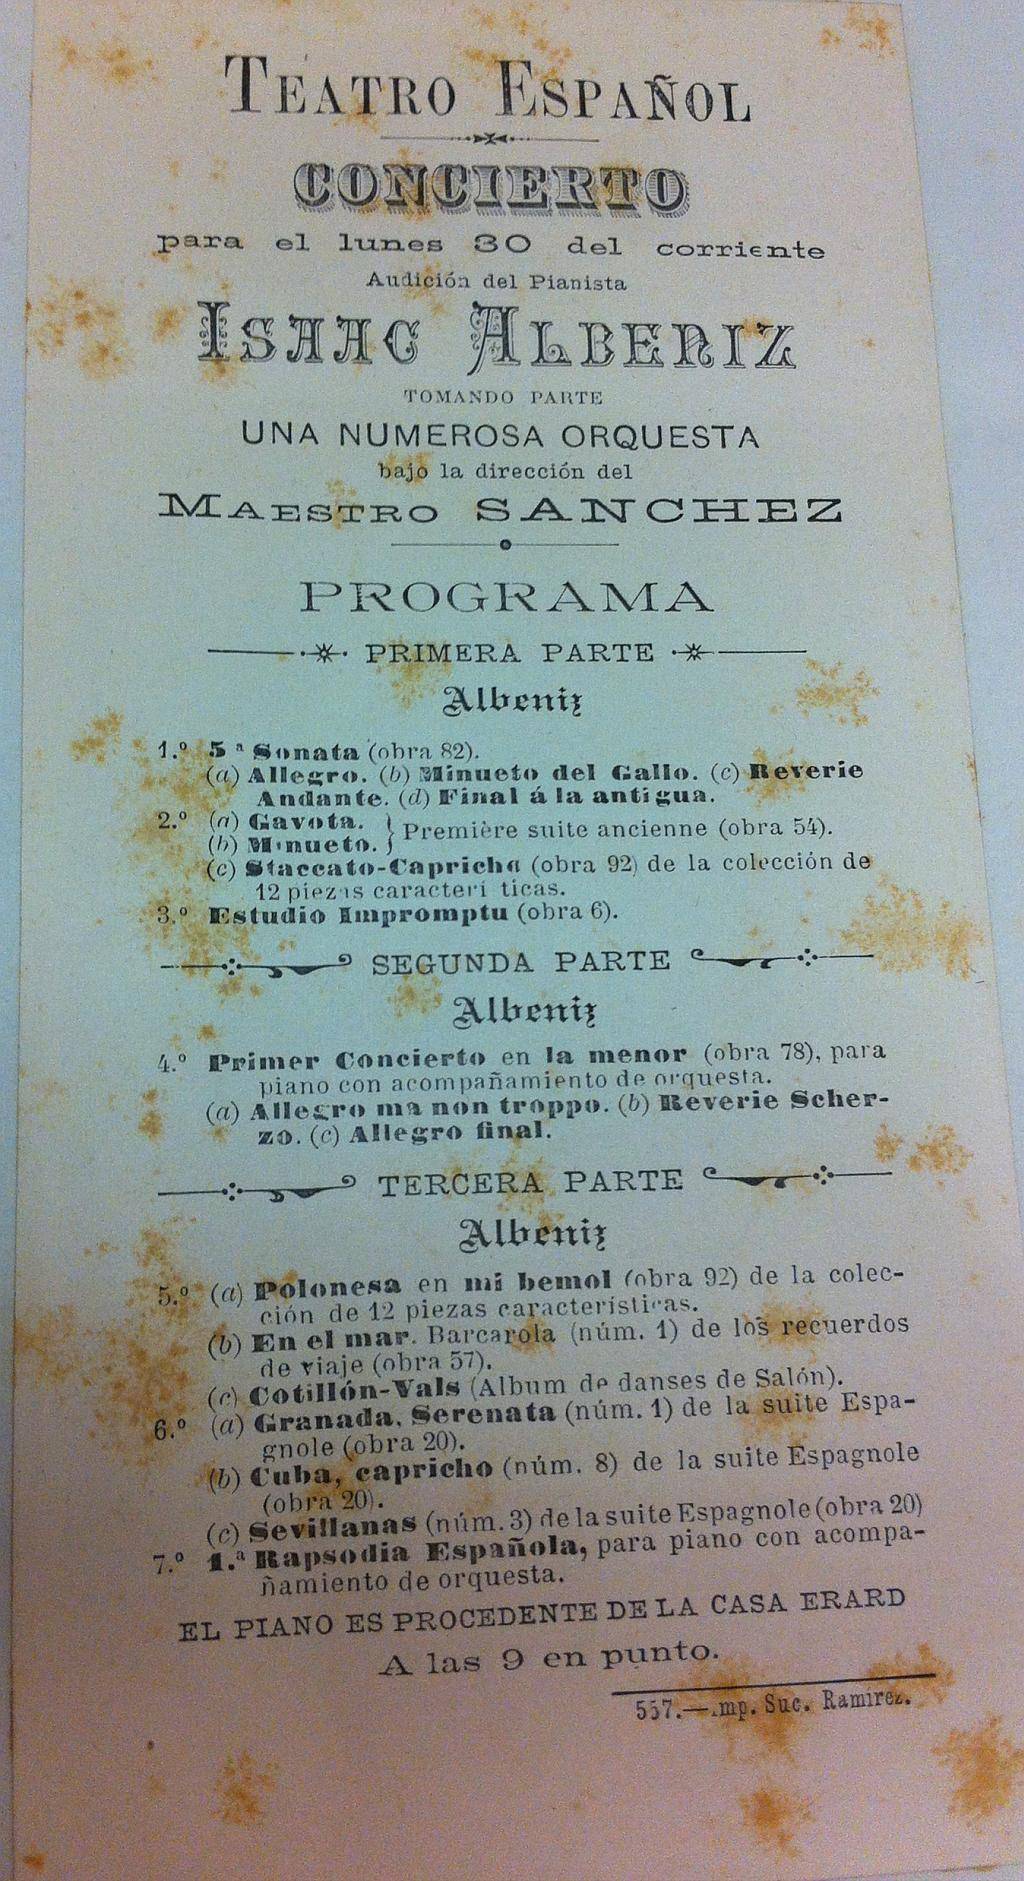 TEATRO ESPAÑOL
CONCIERTO
para el lunes 30 del corriente
Audición del Pianista
ISAAC ALBENIZ
TOMANDO PARTE
UNA NUMEROSA ORQUESTA
bajo la dirección del
MAESTRO SANCHEZ
PROGRAMA
PRIMERA PARTE
Albeniz
1.º 5ª Sonata (obra 82).
(a) Allegro. (b) Minueto del Gallo. (c) Reverie
Andante. (d) Final á la antigua.
2.º (a) Gavota. } Première suite ancienne (obra 54).
(b) Minueto.
(c) Staccato-Capricho (obra 92) de la colección de
12 piezas caracterí ticas.
3.º Estudio Impromptu (obra 6).
SEGUNDA PARTE
Albeniz
4.º Primer Concierto en la menor (obra 78), para
piano con acompañamiento de orquesta.
(a) Allegro ma non troppo. (b) Reverie Scher-
zo. (c) Allegro final.
TERCERA PARTE
Albeniz
5.º (a) Polonesa en mi bemol (obra 92) de la colec-
ción de 12 piezas características.
(b) En el mar. Barcarola (núm. 1) de los recuerdos
de viaje (obra 57).
(c) Cotillón-Vals (Album de danses de Salón).
6.º (a) Granada. Serenata (núm. 1) de la suite Espa-
gnole (obra 20).
(b) Cuba, capricho (núm. 8) de la suite Espagnole
(obra 20).
(c) Sevillanas (núm. 3) de la suite Espagnole (obra 20)
7.º 1.ª Rapsodia Española, para piano con acompa-
ñamiento de orquesta.
EL PIANO ES PROCEDENTE DE LA CASA ERARD
A las 9 en punto.
557.—Imp. Suc. Ramirez.